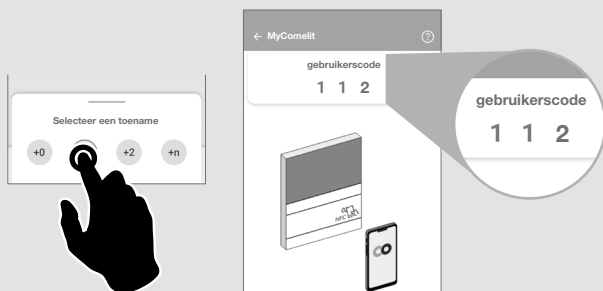 Selecteer een toename
+0
+2
+n
← MyComelit
?
gebruikerscode
1 1 2
NFC
gebruikerscode
1 1 2